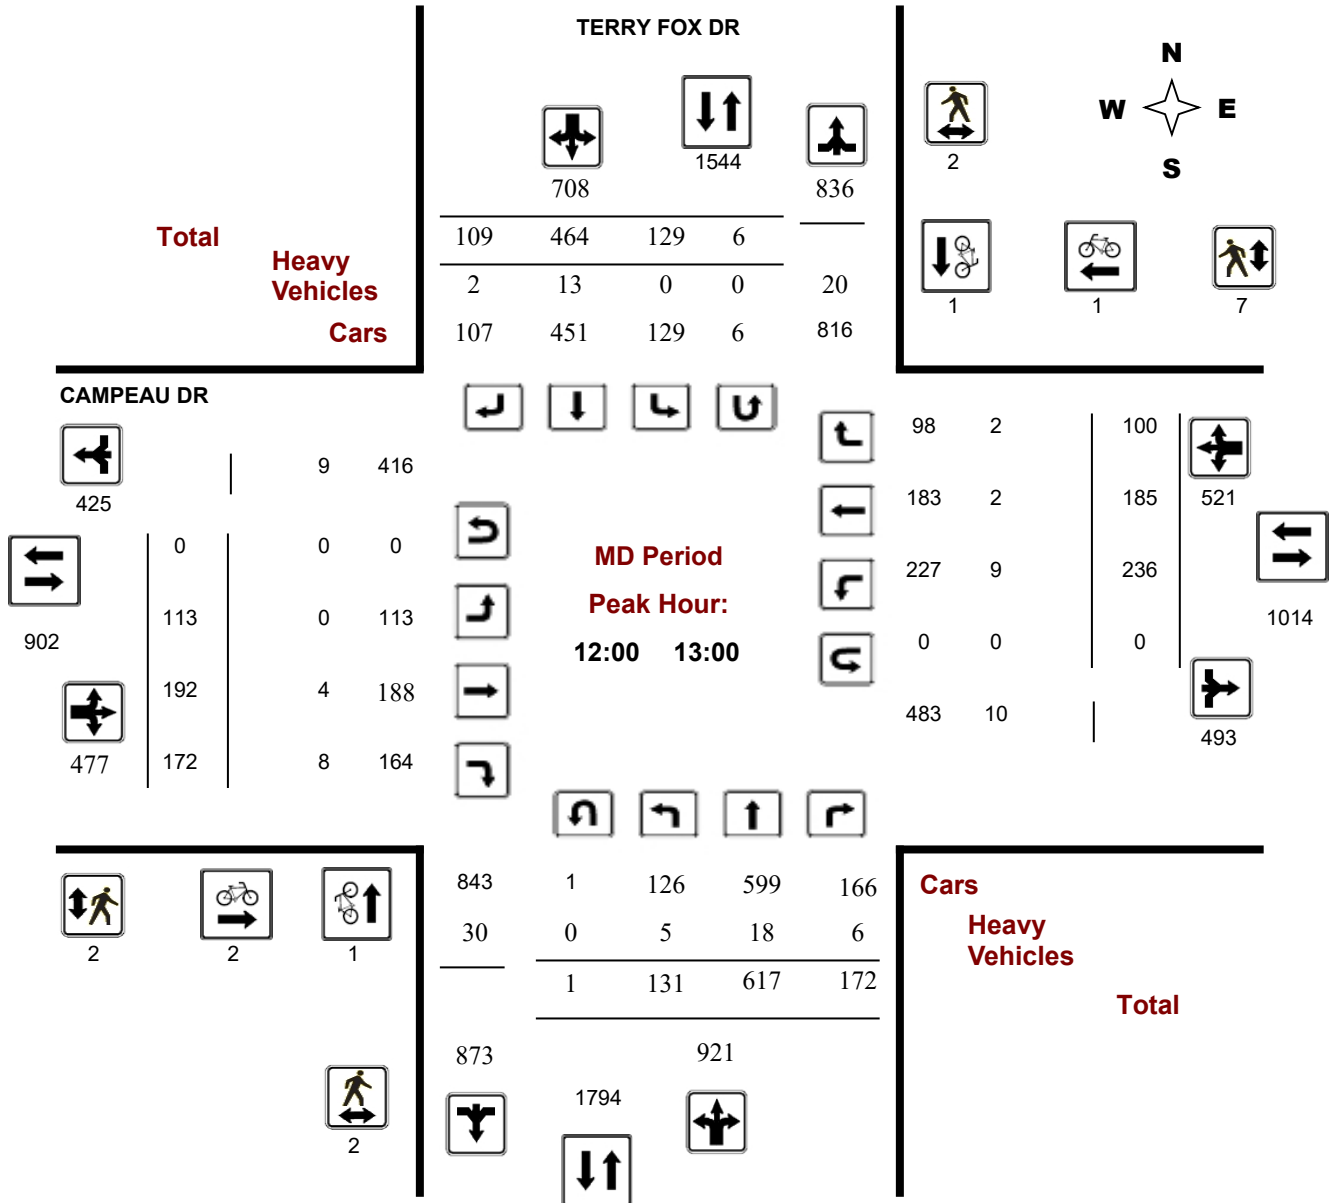 TERRY FOX DR
N
W E
S
1544
2
708 836
Total 109 464 129 6
Heavy
Vehicles 2 13 0 0 20
Cars 107 451 129 6 816
1 1 7
CAMPEAU DR
98 2 100
9 416
425
183 2 185 521
0 0 0
MD Period
227 9 236
Peak Hour:
113 0 113
902
1014
12:00 13:00
0 0 0
192 4 188
483 10
493
477 172 8 164
843 1 126 599 166 Cars
30 0 5 18 6 Heavy
Vehicles
2 2 1
1 131 617 172
Total
873 921
1794
2